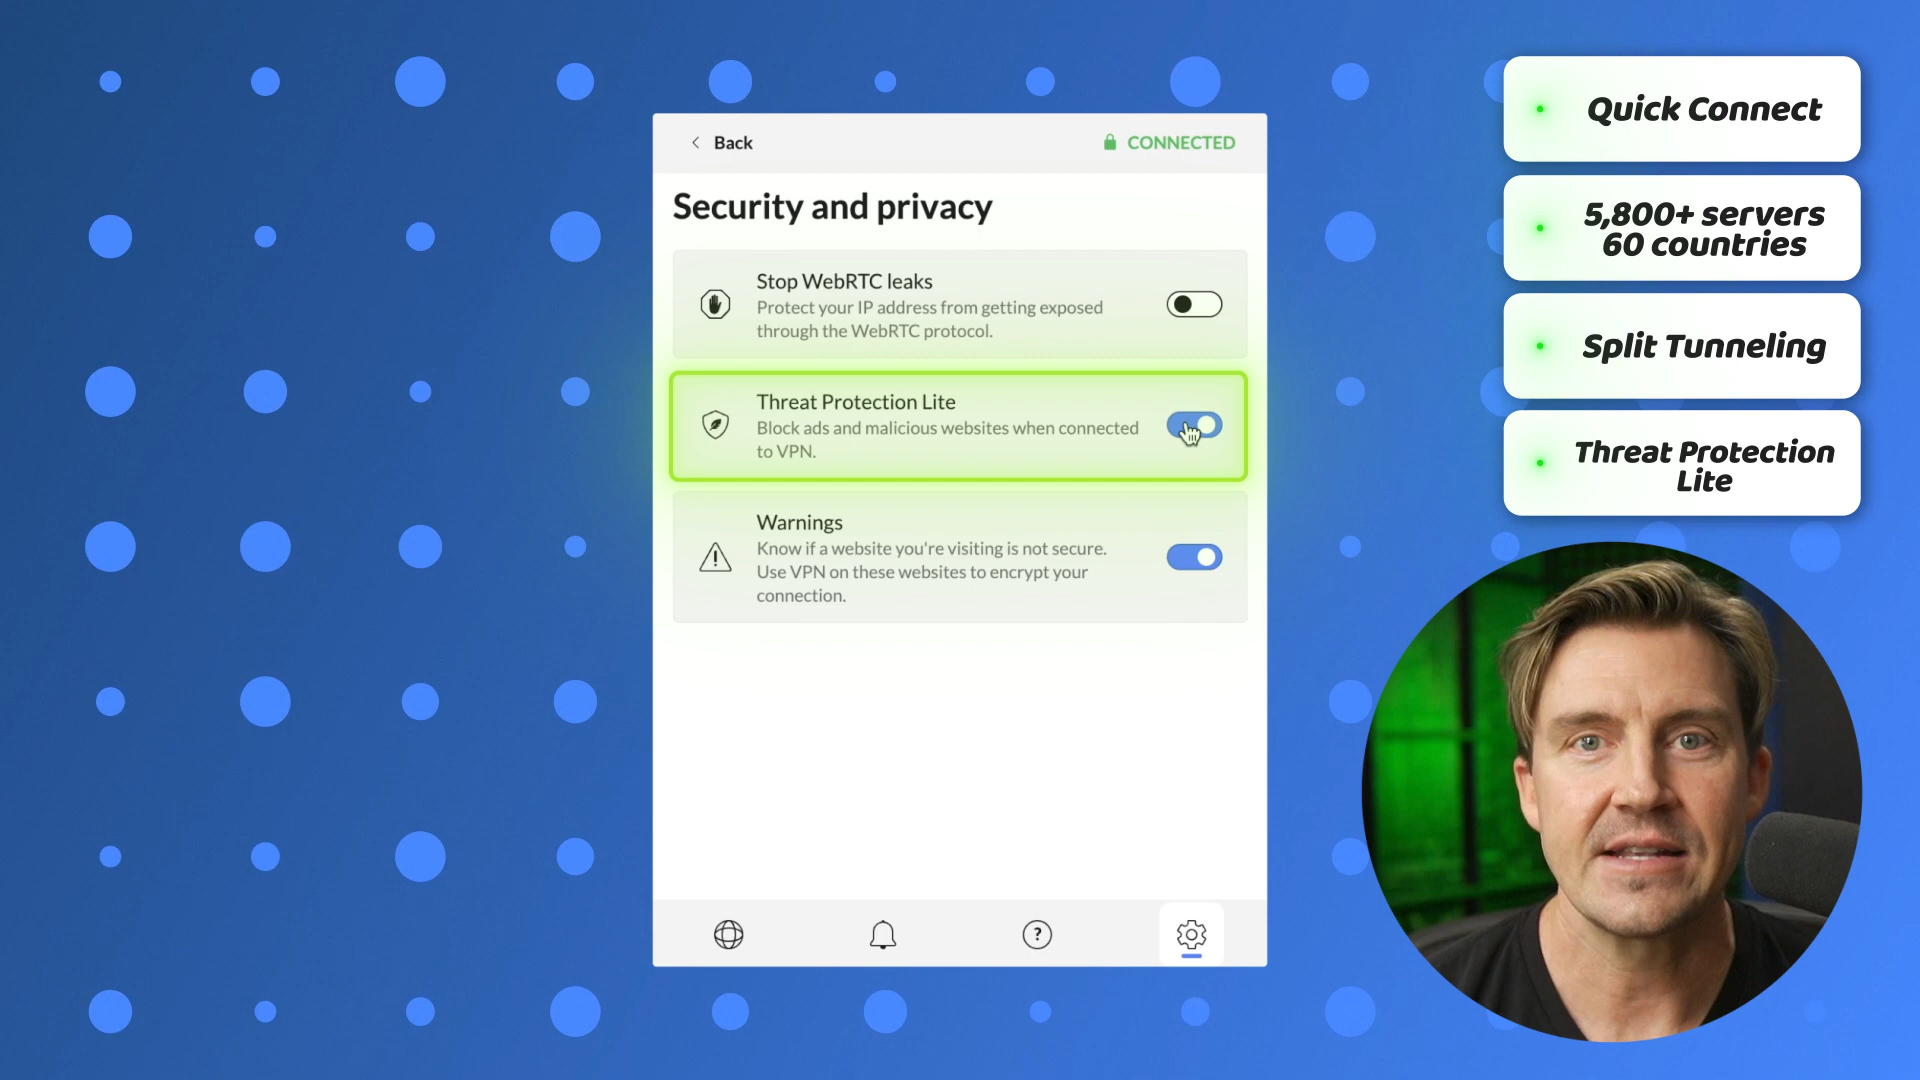 Back
CONNECTED
Security and privacy
Stop WebRTC leaks
Protect your IP address from getting exposed
through the WebRTC protocol.
Threat Protection Lite
Block ads and malicious websites when connected
to VPN.
Warnings
Know if a website you're visiting is not secure.
Use VPN on these websites to encrypt your
connection.
?
Quick Connect
5,800+ servers
60 countries
Split Tunneling
Threat Protection
Lite